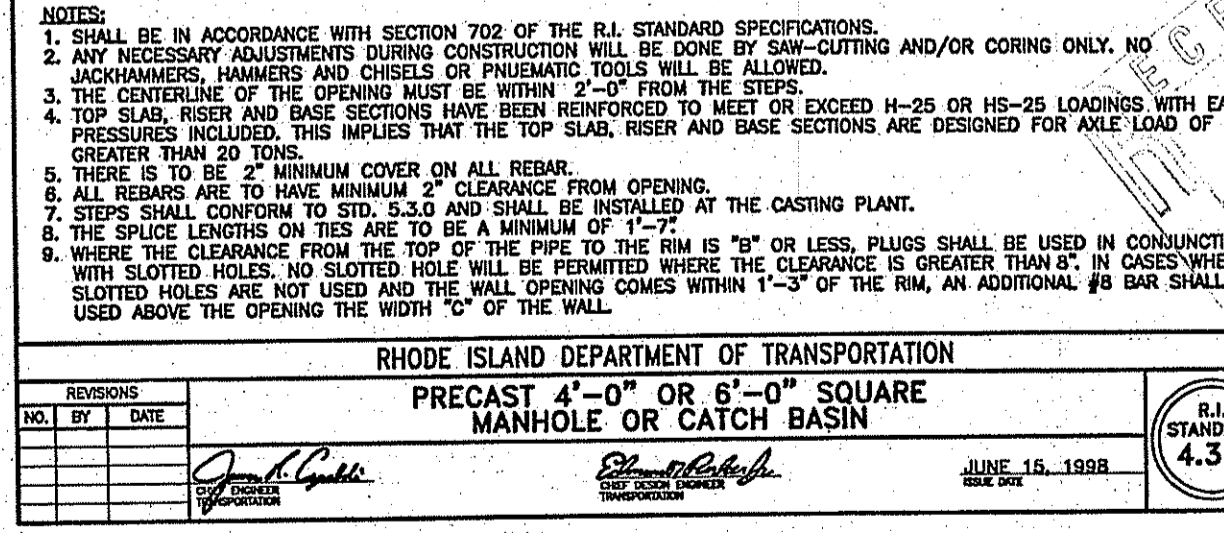 NOTES:
1. SHALL BE IN ACCORDANCE WITH SECTION 702 OF THE R.I. STANDARD SPECIFICATIONS.
2. ANY NECESSARY ADJUSTMENTS DURING CONSTRUCTION WILL BE DONE BY SAW-CUTTING AND/OR CORING ONLY. NO
JACKHAMMERS, HAMMERS AND CHISELS OR PNUEMATIC TOOLS WILL BE ALLOWED.
3. THE CENTERLINE OF THE OPENING MUST BE WITHIN 2'-0" FROM THE STEPS.
4. TOP SLAB, RISER AND BASE SECTIONS HAVE BEEN REINFORCED TO MEET OR EXCEED H-25 OR HS-25 LOADINGS WITH EA
PRESSURES INCLUDED. THIS IMPLIES THAT THE TOP SLAB, RISER AND BASE SECTIONS ARE DESIGNED FOR AXLE LOAD OF
GREATER THAN 20 TONS.
5. THERE IS TO BE 2" MINIMUM COVER ON ALL REBAR.
6. ALL REBARS ARE TO HAVE MINIMUM 2" CLEARANCE FROM OPENING.
7. STEPS SHALL CONFORM TO STD. 5.3.0 AND SHALL BE INSTALLED AT THE CASTING PLANT.
8. THE SPLICE LENGTHS ON TIES ARE TO BE A MINIMUM OF 1'-7".
9. WHERE THE CLEARANCE FROM THE TOP OF THE PIPE TO THE RIM IS "B" OR LESS, PLUGS SHALL BE USED IN CONJUNCTI
WITH SLOTTED HOLES. NO SLOTTED HOLE WILL BE PERMITTED WHERE THE CLEARANCE IS GREATER THAN 8". IN CASES WHE
SLOTTED HOLES ARE NOT USED AND THE WALL OPENING COMES WITHIN 1'-3" OF THE RIM, AN ADDITIONAL #8 BAR SHALL
USED ABOVE THE OPENING THE WIDTH "C" OF THE WALL
RHODE ISLAND DEPARTMENT OF TRANSPORTATION
REVISIONS
NO. BY DATE
PRECAST 4'-0" OR 6'-0" SQUARE
MANHOLE OR CATCH BASIN
CHIEF ENGINEER
TRANSPORTATION
CHIEF DESIGN ENGINEER
TRANSPORTATION
JUNE 15, 1998
ISSUE DATE
R.I.
STAND
4.3